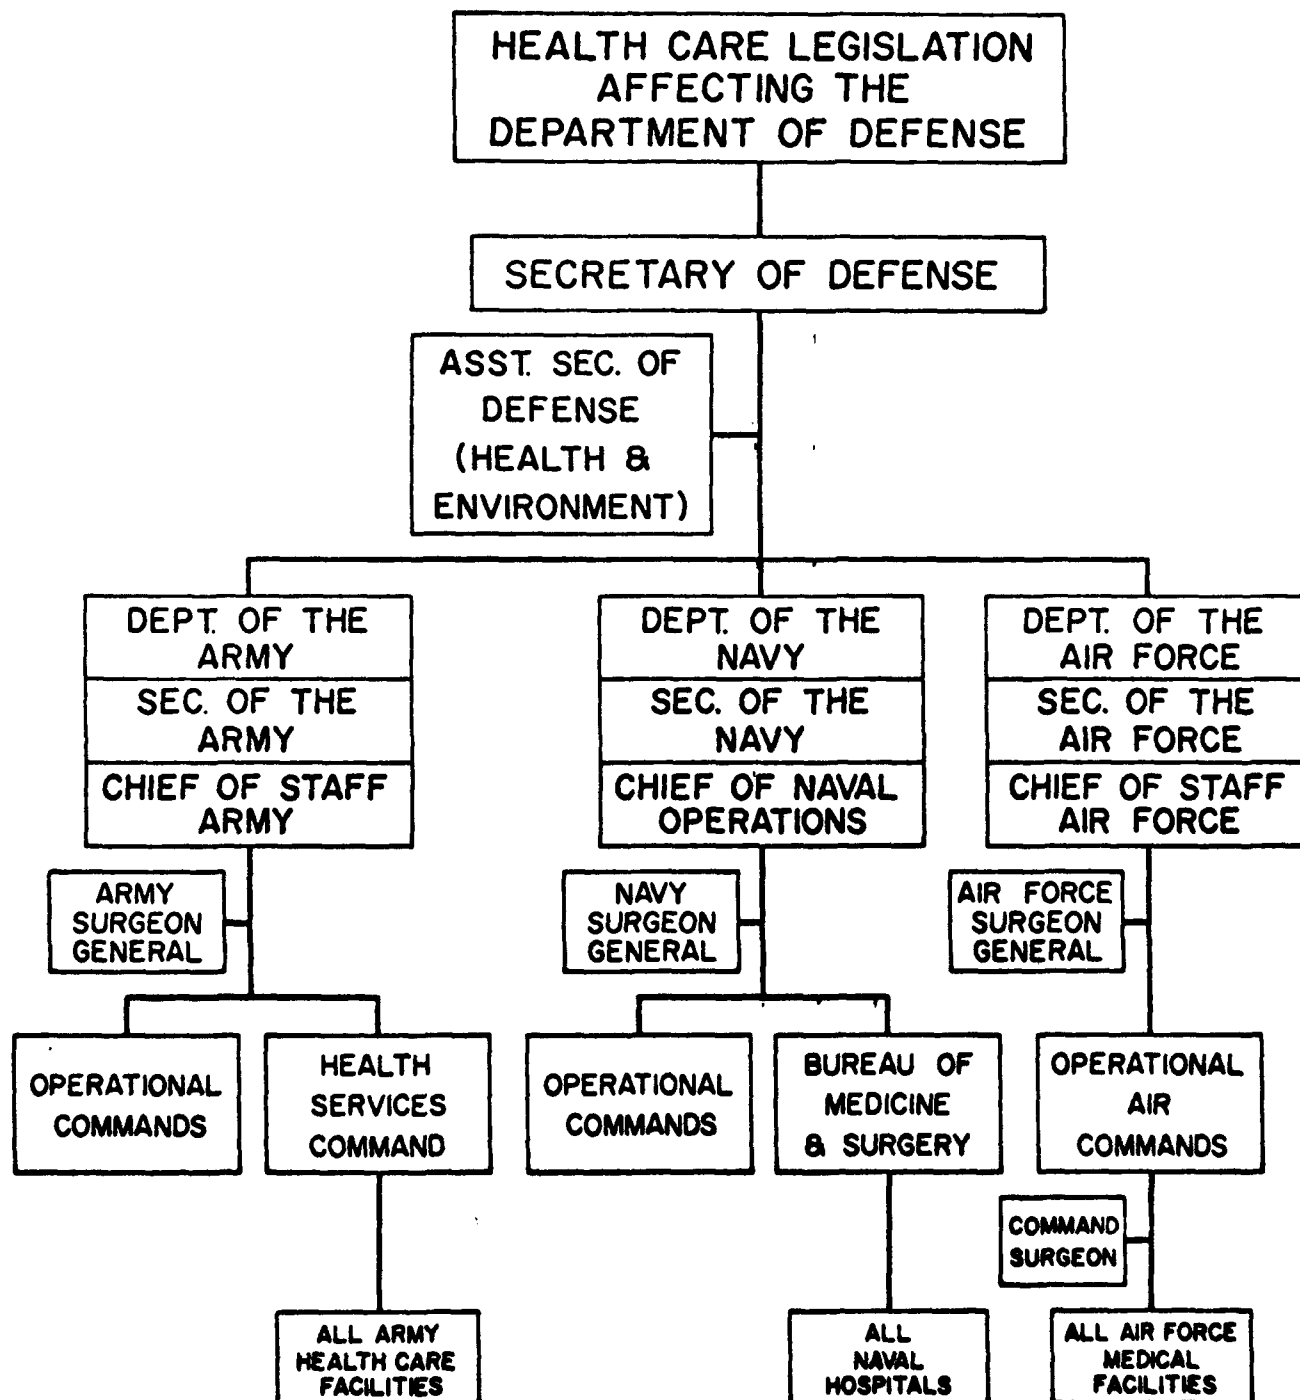 HEALTH CARE LEGISLATION
AFFECTING THE
DEPARTMENT OF DEFENSE
SECRETARY OF DEFENSE
ASST. SEC. OF
DEFENSE
(HEALTH &
ENVIRONMENT)
DEPT. OF THE
ARMY
SEC. OF THE
ARMY
CHIEF OF STAFF
ARMY
DEPT. OF THE
NAVY
SEC. OF THE
NAVY
CHIEF OF NAVAL
OPERATIONS
DEPT. OF THE
AIR FORCE
SEC. OF THE
AIR FORCE
CHIEF OF STAFF
AIR FORCE
ARMY
SURGEON
GENERAL
NAVY
SURGEON
GENERAL
AIR FORCE
SURGEON
GENERAL
OPERATIONAL
COMMANDS
HEALTH
SERVICES
COMMAND
OPERATIONAL
COMMANDS
BUREAU OF
MEDICINE
& SURGERY
OPERATIONAL
AIR
COMMANDS
COMMAND
SURGEON
ALL ARMY
HEALTH CARE
FACILITIES
ALL
NAVAL
HOSPITALS
ALL AIR FORCE
MEDICAL
FACILITIES